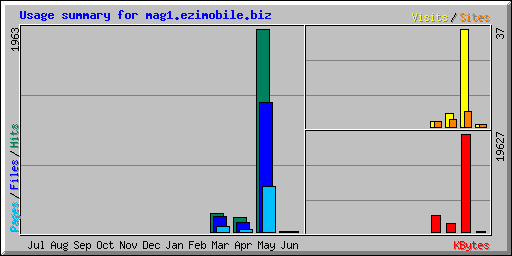 Usage summary for mag1.ezimobile.biz
Visits/Sites
1963
37
Pages/Files/Hits
19627
Jul Aug Sep Oct Nov Dec Jan Feb Mar Apr May Jun
KBytes